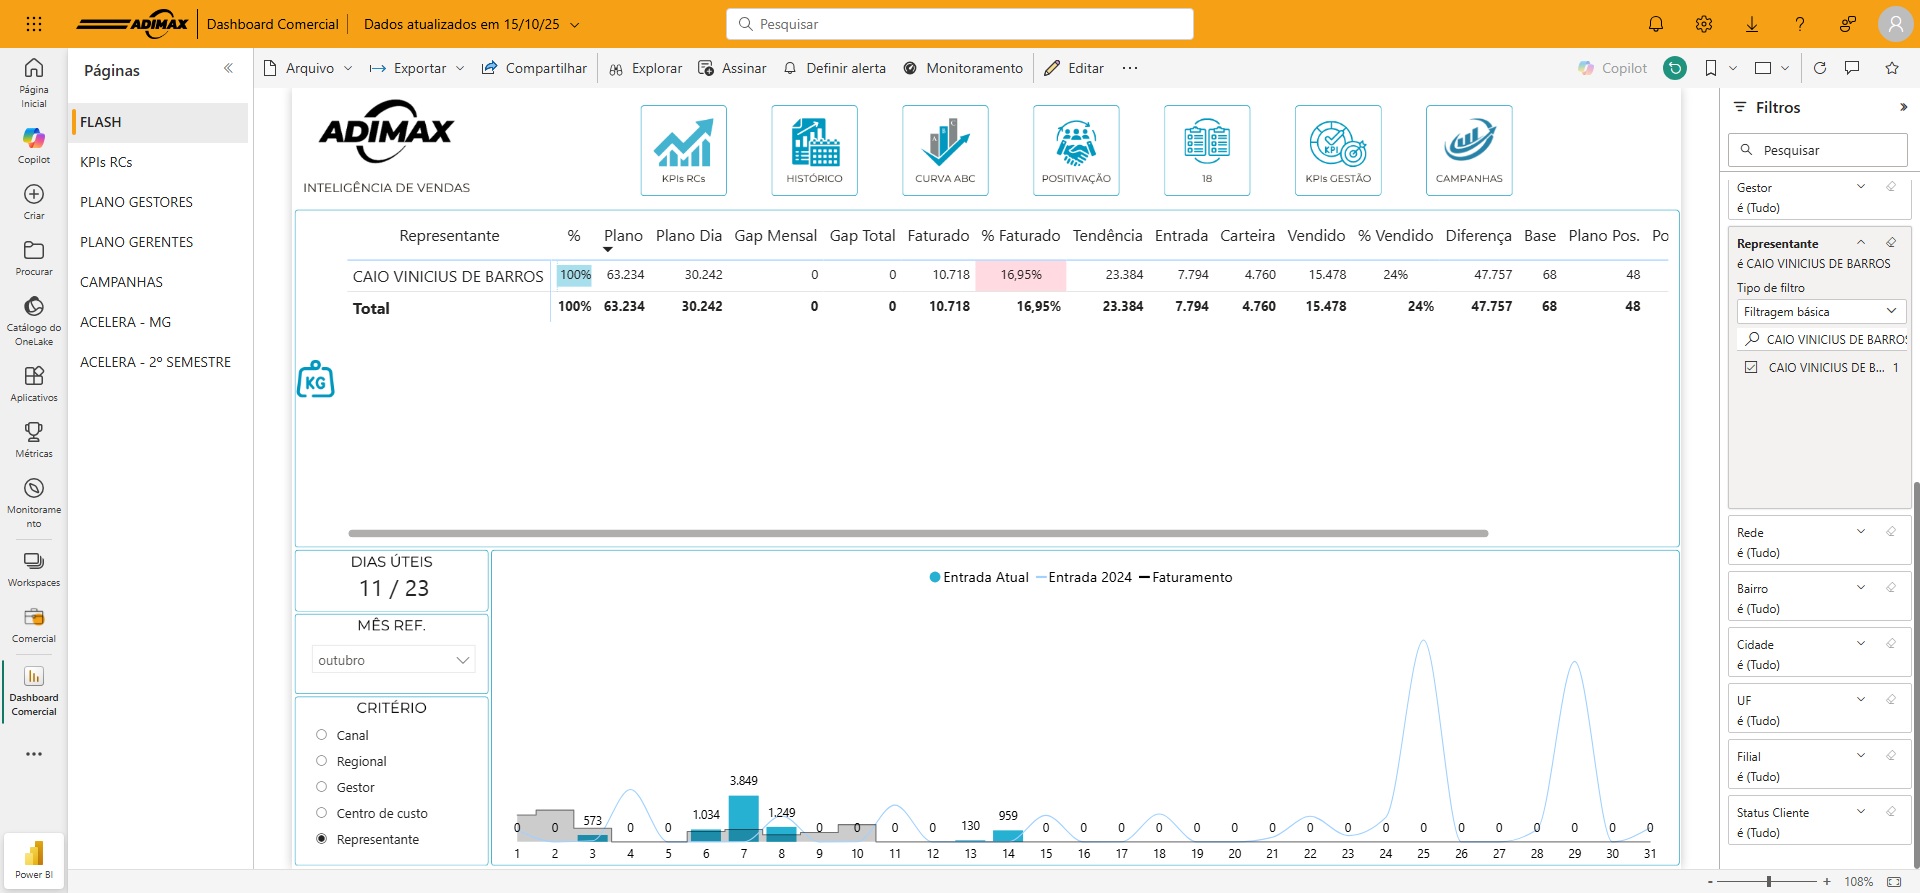 ADIMAX
Dashboard Comercial
Dados atualizados em 15/10/25
Pesquisar
Página Inicial
Copilot
Criar
Procurar
Catálogo do OneLake
Aplicativos
Métricas
Monitorame
nto
Workspaces
Comercial
Dashboard Comercial
Power BI
Páginas
FLASH
KPIs RCs
PLANO GESTORES
PLANO GERENTES
CAMPANHAS
ACELERA - MG
ACELERA - 2º SEMESTRE
Arquivo
Exportar
Compartilhar
Explorar
Assinar
Definir alerta
Monitoramento
Editar
Copilot
ADIMAX
INTELIGÊNCIA DE VENDAS
KPIs RCs
HISTÓRICO
A B C
CURVA ABC
POSITIVAÇÃO
18
KPI
KPIs GESTÃO
CAMPANHAS
Representante % Plano Plano Dia Gap Mensal Gap Total Faturado % Faturado Tendência Entrada Carteira Vendido % Vendido Diferença Base Plano Pos. Po
CAIO VINICIUS DE BARROS 100% 63.234 30.242 0 0 10.718 16,95% 23.384 7.794 4.760 15.478 24% 47.757 68 48
Total 100% 63.234 30.242 0 0 10.718 16,95% 23.384 7.794 4.760 15.478 24% 47.757 68 48
KG
DIAS ÚTEIS
11 / 23
MÊS REF.
outubro
CRITÉRIO
Canal
Regional
Gestor
Centro de custo
Representante
Entrada Atual Entrada 2024 Faturamento
0 0 573 0 0 1.034 3.849 1.249 0 0 0 0 130 959 0 0 0 0 0 0 0 0 0 0 0 0 0 0 0 0 0
1 2 3 4 5 6 7 8 9 10 11 12 13 14 15 16 17 18 19 20 21 22 23 24 25 26 27 28 29 30 31
Filtros
Pesquisar
Gestor
é (Tudo)
Representante
é CAIO VINICIUS DE BARROS
Tipo de filtro
Filtragem básica
CAIO VINICIUS DE BARROS
CAIO VINICIUS DE B... 1
Rede
é (Tudo)
Bairro
é (Tudo)
Cidade
é (Tudo)
UF
é (Tudo)
Filial
é (Tudo)
Status Cliente
é (Tudo)
- + 108%